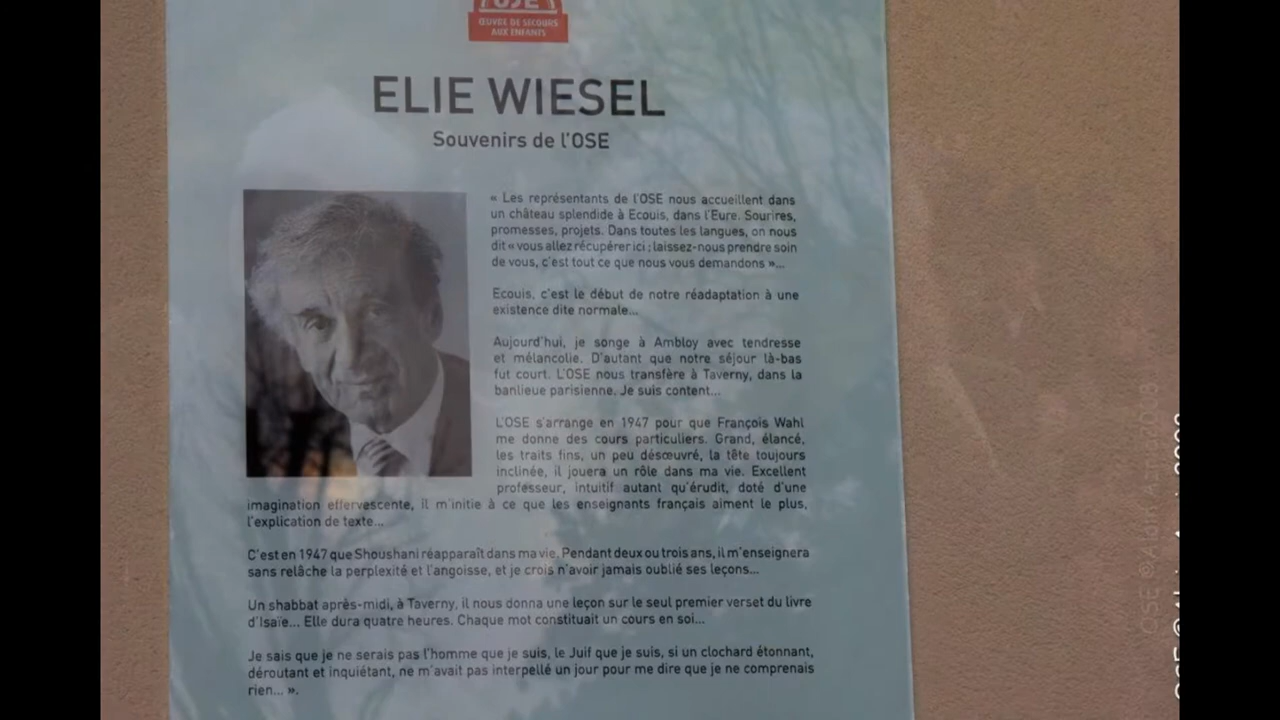 OSE
ŒUVRE DE SECOURS
AUX ENFANTS
ELIE WIESEL
Souvenirs de l'OSE
« Les représentants de l'OSE nous accueillent dans
un château splendide à Ecouis, dans l'Eure. Sourires,
promesses, projets. Dans toutes les langues, on nous
dit « vous allez récupérer ici ; laissez-nous prendre soin
de vous, c'est tout ce que nous vous demandons »...
Ecouis, c'est le début de notre réadaptation à une
existence dite normale...
Aujourd'hui, je songe à Ambloy avec tendresse
et mélancolie. D'autant que notre séjour là-bas
fut court. L'OSE nous transfère à Taverny, dans la
banlieue parisienne. Je suis content...
L'OSE s'arrange en 1947 pour que François Wahl
me donne des cours particuliers. Grand, élancé,
les traits fins, un peu désœuvré, la tête toujours
inclinée, il jouera un rôle dans ma vie. Excellent
professeur, intuitif autant qu'érudit, doté d'une
imagination effervescente, il m'initie à ce que les enseignants français aiment le plus,
l'explication de texte...
C'est en 1947 que Shoushani réapparaît dans ma vie. Pendant deux ou trois ans, il m'enseignera
sans relâche la perplexité et l'angoisse, et je crois n'avoir jamais oublié ses leçons...
Un shabbat après-midi, à Taverny, il nous donna une leçon sur le seul premier verset du livre
d'Isaïe... Elle dura quatre heures. Chaque mot constituait un cours en soi...
Je sais que je ne serais pas l'homme que je suis, le Juif que je suis, si un clochard étonnant,
déroutant et inquiétant, ne m'avait pas interpellé un jour pour me dire que je ne comprenais
rien... ».